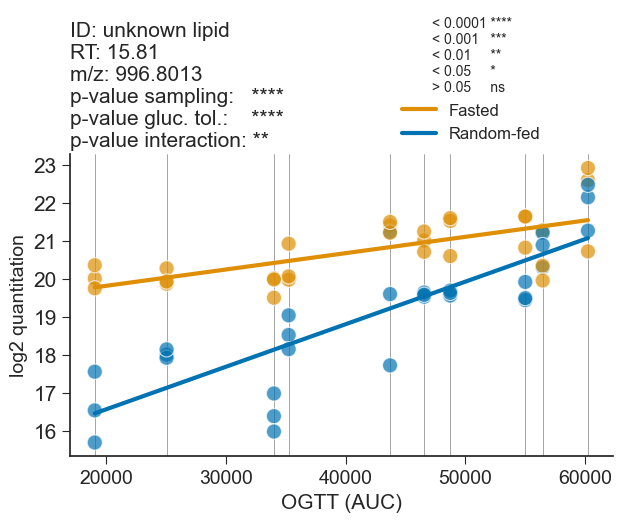 ID: unknown lipid
RT: 15.81
m/z: 996.8013
p-value sampling: ****
p-value gluc. tol.: ****
p-value interaction: **
< 0.0001 ****
< 0.001 ***
< 0.01 **
< 0.05 *
> 0.05 ns
Fasted
Random-fed
23
22
21
20
19
18
17
16
log2 quantitation
20000 30000 40000 50000 60000
OGTT (AUC)